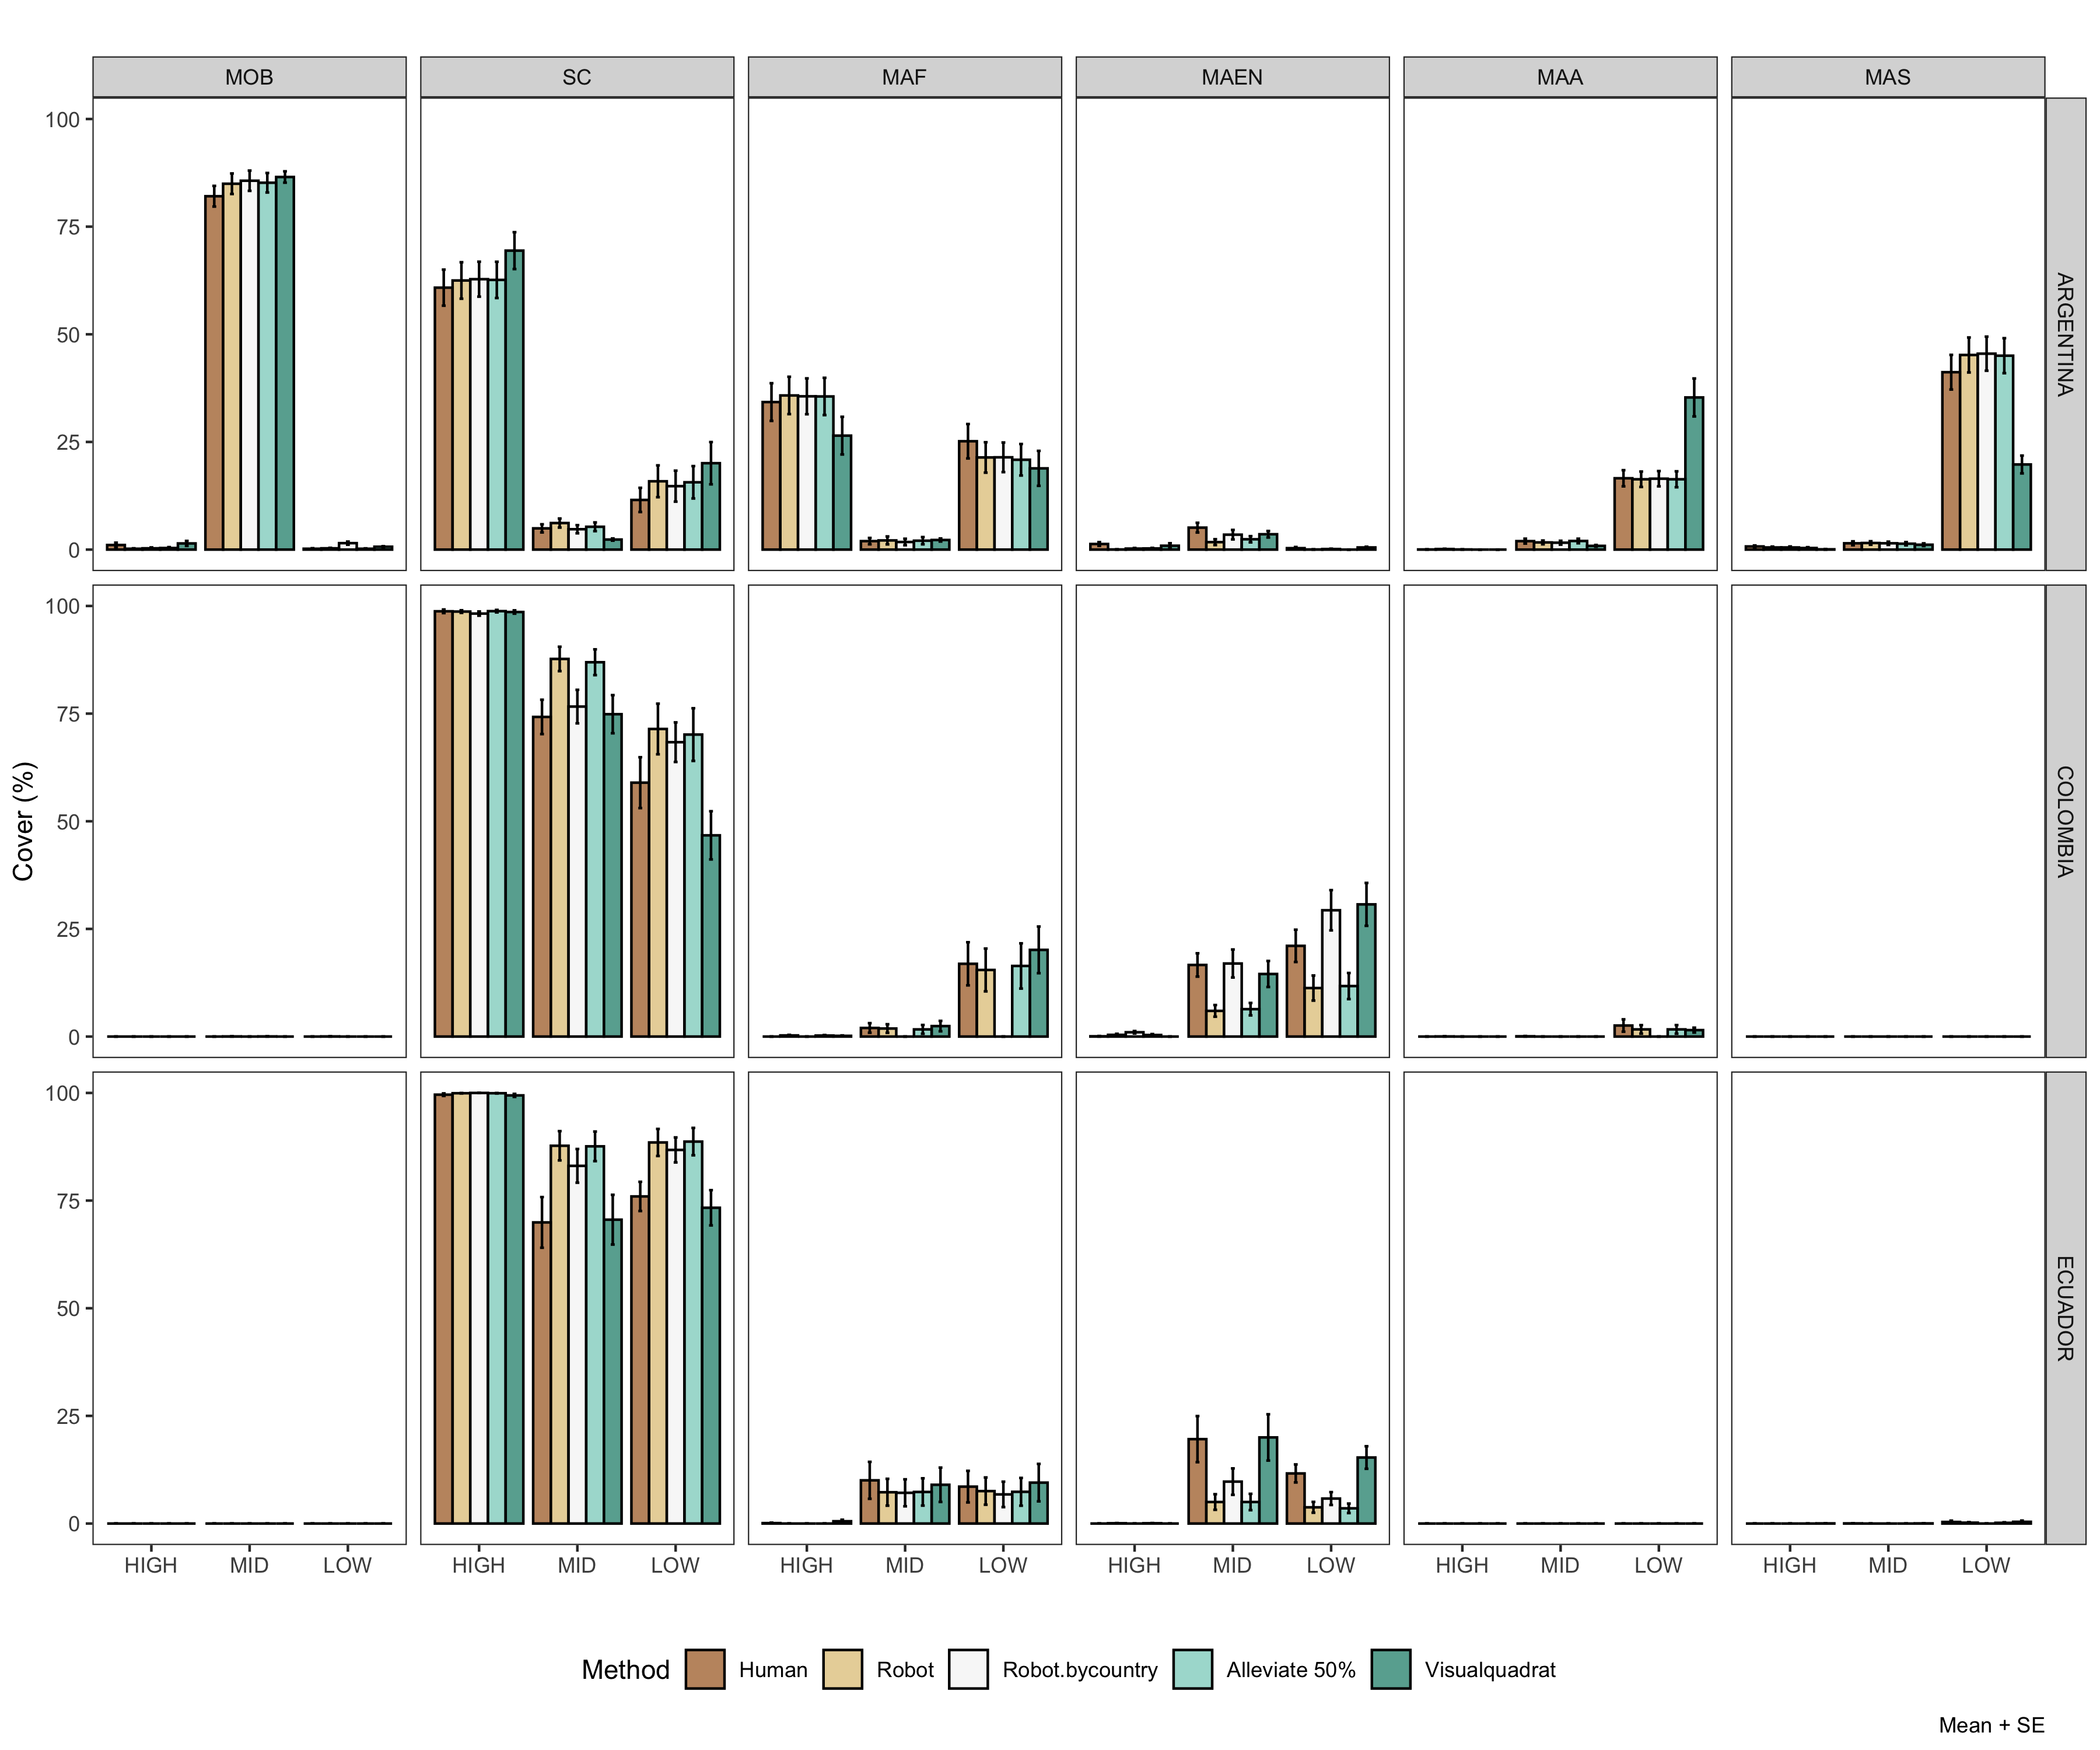 MOB SC MAF MAEN MAA MAS
100
75
50
25
0
ARGENTINA
100
75
50
25
0
COLOMBIA
Cover (%)
100
75
50
25
0
ECUADOR
HIGH MID LOW HIGH MID LOW HIGH MID LOW HIGH MID LOW HIGH MID LOW HIGH MID LOW
Method Human Robot Robot.bycountry Alleviate 50% Visualquadrat
Mean + SE